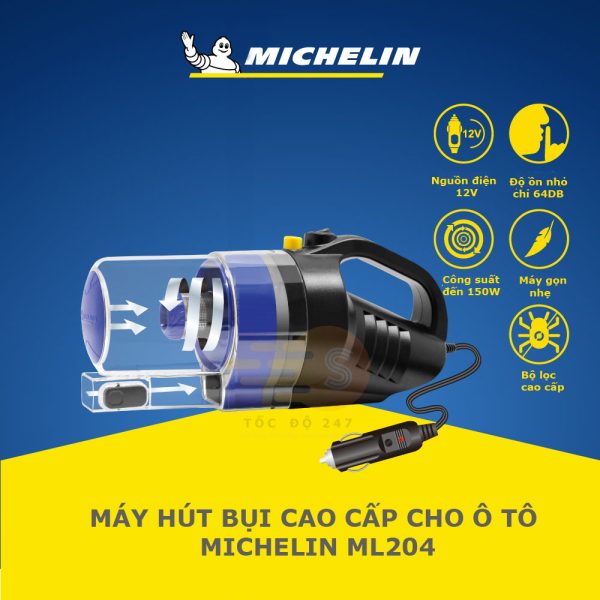 MICHELIN
12V
Nguồn điện
12V
Độ ồn nhỏ
chỉ 64DB
Công suất
đến 150W
Máy gọn
nhẹ
Bộ lọc
cao cấp
S
TỐC ĐỘ 247
MÁY HÚT BỤI CAO CẤP CHO Ô TÔ
MICHELIN ML204